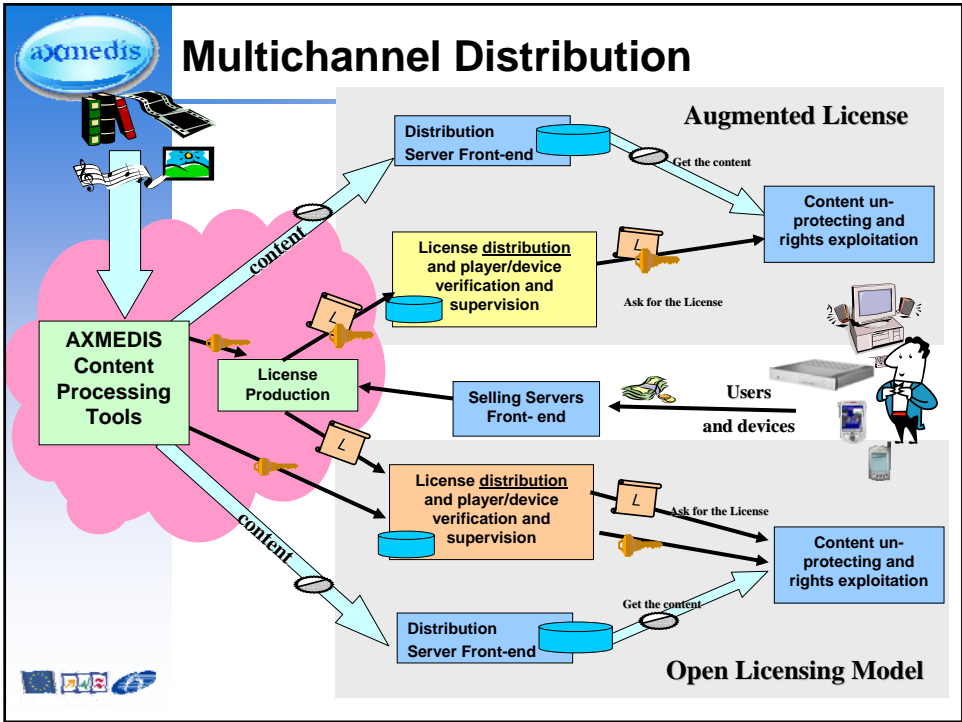 axmedis
Multichannel Distribution
Augmented License
Distribution
Server Front-end
Get the content
Content un-
protecting and
rights exploitation
content
License distribution
and player/device
verification and
supervision
L
L
Ask for the License
AXMEDIS
Content
Processing
Tools
License
Production
Selling Servers
Front- end
Users
and devices
L
License distribution
and player/device
verification and
supervision
L
Ask for the License
Content un-
protecting and
rights exploitation
content
Get the content
Distribution
Server Front-end
Open Licensing Model